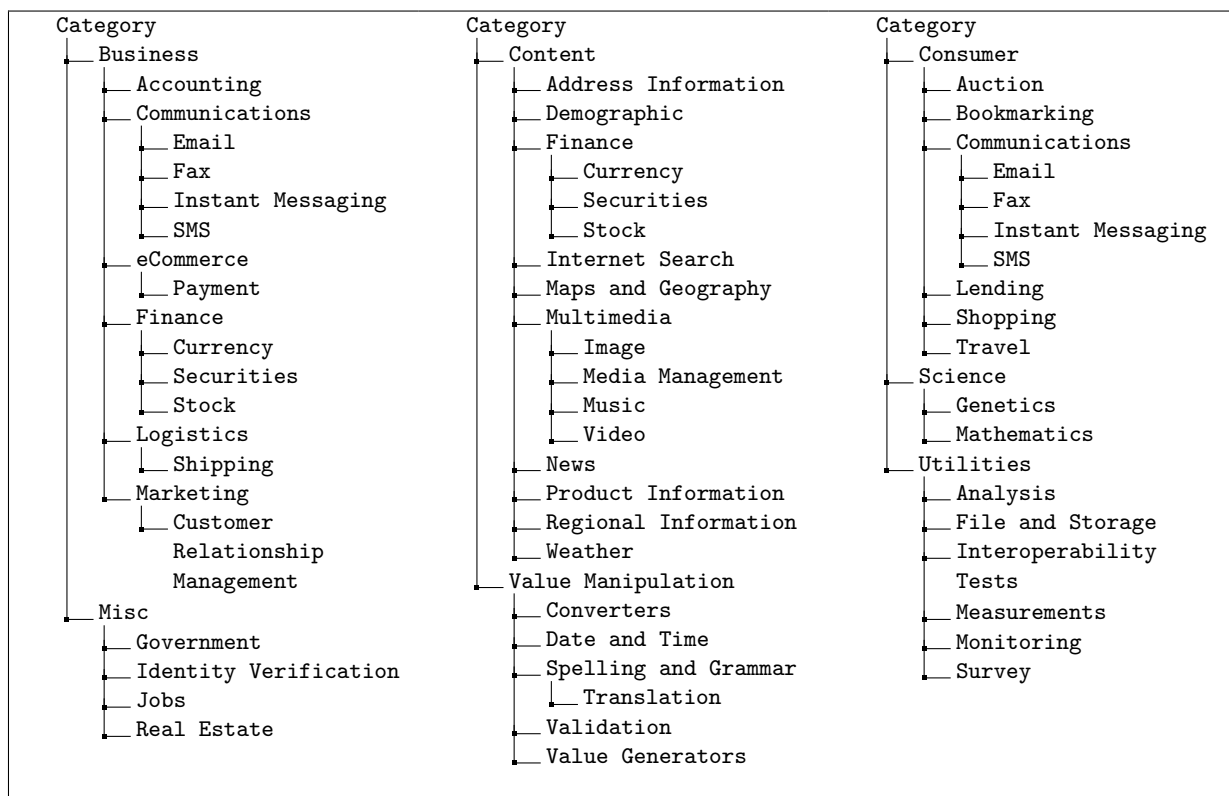 Category
Business
Accounting
Communications
Email
Fax
Instant Messaging
SMS
eCommerce
Payment
Finance
Currency
Securities
Stock
Logistics
Shipping
Marketing
Customer
Relationship
Management
Misc
Government
Identity Verification
Jobs
Real Estate
Category
Content
Address Information
Demographic
Finance
Currency
Securities
Stock
Internet Search
Maps and Geography
Multimedia
Image
Media Management
Music
Video
News
Product Information
Regional Information
Weather
Value Manipulation
Converters
Date and Time
Spelling and Grammar
Translation
Validation
Value Generators
Category
Consumer
Auction
Bookmarking
Communications
Email
Fax
Instant Messaging
SMS
Lending
Shopping
Travel
Science
Genetics
Mathematics
Utilities
Analysis
File and Storage
Interoperability
Tests
Measurements
Monitoring
Survey